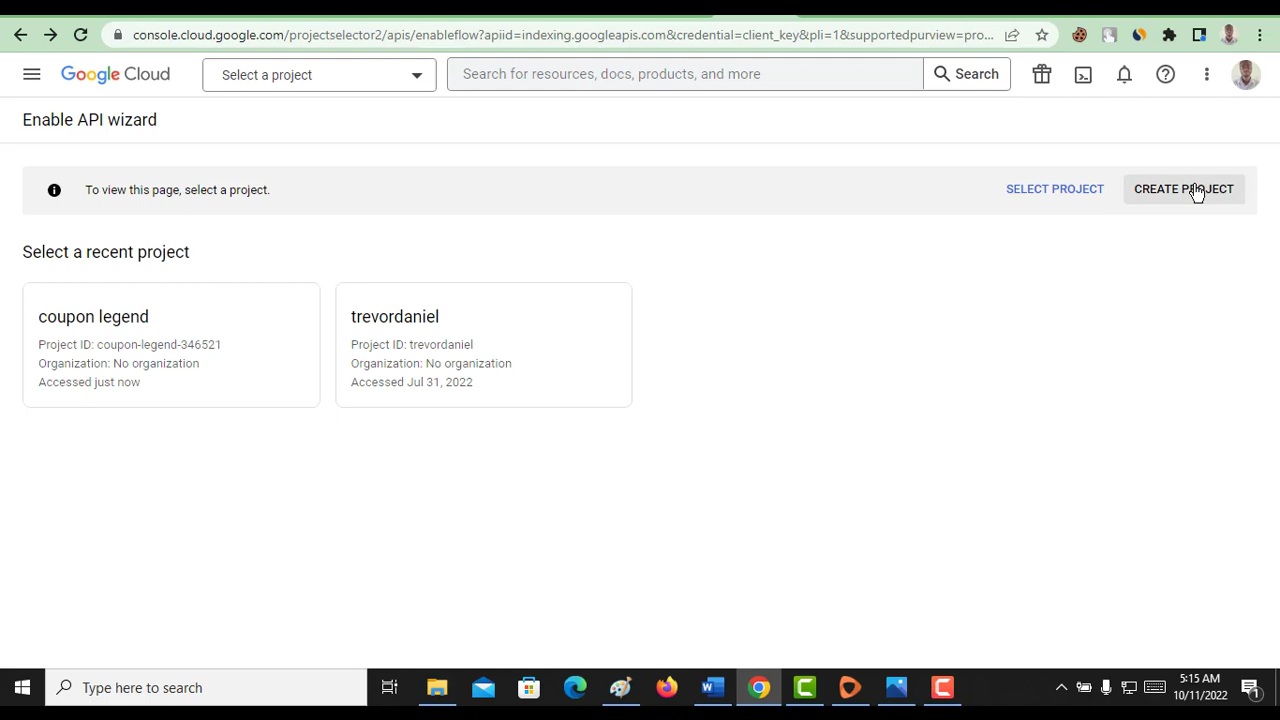 console.cloud.google.com/projectselector2/apis/enableflow?apiid=indexing.googleapis.com&credential=client_key&pli=1&supportedpurview=pro...
Google Cloud
Select a project
Search for resources, docs, products, and more
Search
Enable API wizard
To view this page, select a project.
SELECT PROJECT
CREATE PROJECT
Select a recent project
coupon legend
Project ID: coupon-legend-346521
Organization: No organization
Accessed just now
trevordaniel
Project ID: trevordaniel
Organization: No organization
Accessed Jul 31, 2022
Type here to search
5:15 AM
10/11/2022
1